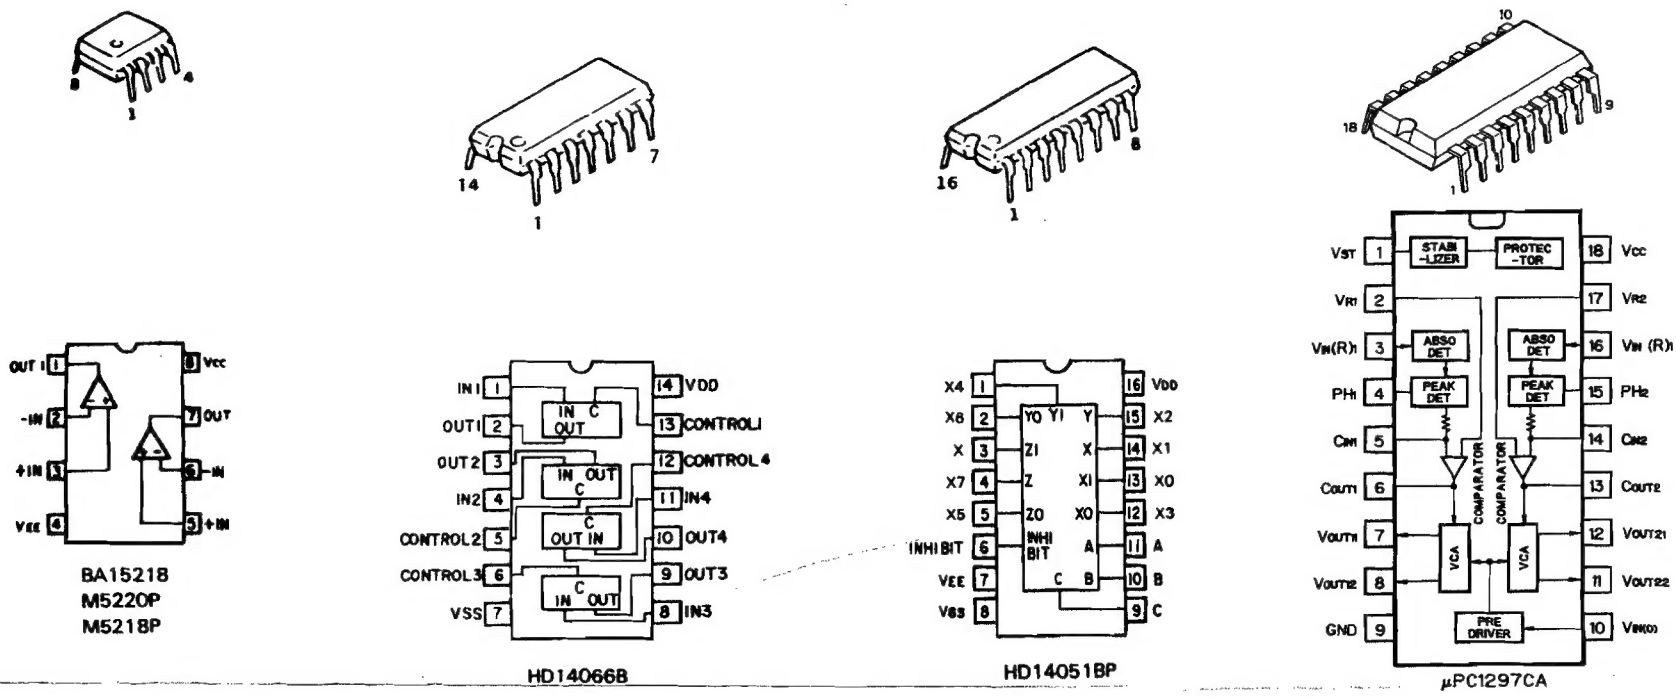 8
4
1
OUT 1 1
-IN 2
+IN 3
VEE 4
8 VCC
7 OUT
6 -IN
5 +IN
- +
+ -
BA15218
M5220P
M5218P
14
7
1
IN1 1
OUT1 2
OUT2 3
IN2 4
CONTROL2 5
CONTROL3 6
VSS 7
14 VDD
13 CONTROL1
12 CONTROL4
11 IN4
10 OUT4
9 OUT3
8 IN3
IN C
OUT
IN OUT
C
C
OUT IN
C
IN OUT
HD14066B
16
8
1
X4 1
X6 2
X 3
X7 4
X5 5
INHIBIT 6
VEE 7
VSS 8
16 VDD
15 X2
14 X1
13 X0
12 X3
11 A
10 B
9 C
Y0 Y1 Y
Z1 X
Z X1
Z0 X0
INHI
BIT
A
C B
HD14051BP
10
18
9
1
VST 1
VR1 2
VIN(R)1 3
PH1 4
CIN1 5
COUT1 6
VOUT11 7
VOUT12 8
GND 9
18 VCC
17 VR2
16 VIN (R)1
15 PH2
14 CIN2
13 COUT2
12 VOUT21
11 VOUT22
10 VIN(O)
STABI
-LIZER
PROTEC
-TOR
ABSO
DET
ABSO
DET
PEAK
DET
PEAK
DET
COMPARATOR
COMPARATOR
VCA
VCA
PRE
DRIVER
μPC1297CA